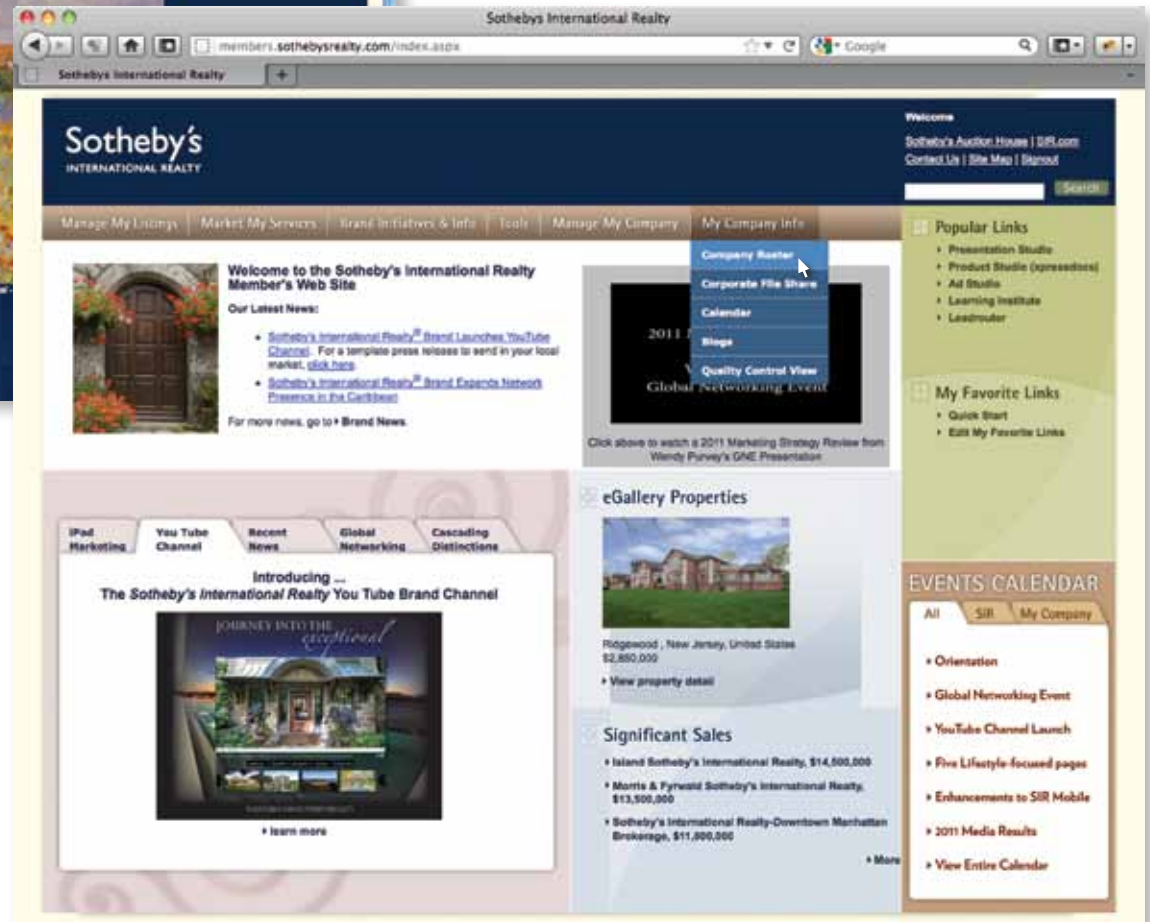 Sothebys International Realty
members.sothebysrealty.com/index.aspx
Google
Sothebys International Realty
+
Sotheby's
INTERNATIONAL REALTY
Welcome
Sotheby's Auction House | SIR.com
Contact Us | Site Map | Signout
Search
Manage My Listings | Market My Services | Brand Initiatives & Info | Tools | Manage My Company | My Company Info
Company Roster
Corporate File Share
Calendar
Blogs
Quality Control View
Welcome to the Sotheby's International Realty
Member's Web Site
Our Latest News:
Sotheby's International Realty® Brand Launches YouTube
Channel. For a template press release to send in your local
market, click here.
Sotheby's International Realty® Brand Expands Network
Presence in the Caribbean
For more news, go to Brand News.
2011
Global Networking Event
Click above to watch a 2011 Marketing Strategy Review from
Wendy Purvey's GNE Presentation
Popular Links
Presentation Studio
Product Studio (xpressdocs)
Ad Studio
Learning Institute
Leadrouter
My Favorite Links
Quick Start
Edit My Favorite Links
iPad
Marketing
You Tube
Channel
Recent
News
Global
Networking
Cascading
Distinctions
Introducing ...
The Sotheby's International Realty You Tube Brand Channel
JOURNEY INTO THE
exceptional
learn more
eGallery Properties
Ridgewood , New Jersey, United States
$2,850,000
View property detail
Significant Sales
Island Sotheby's International Realty, $14,500,000
Morris & Fyrwald Sotheby's International Realty,
$13,500,000
Sotheby's International Realty-Downtown Manhattan
Brokerage, $11,800,000
More
EVENTS CALENDAR
All
SIR
My Company
Orientation
Global Networking Event
YouTube Channel Launch
Five Lifestyle-focused pages
Enhancements to SIR Mobile
2011 Media Results
View Entire Calendar